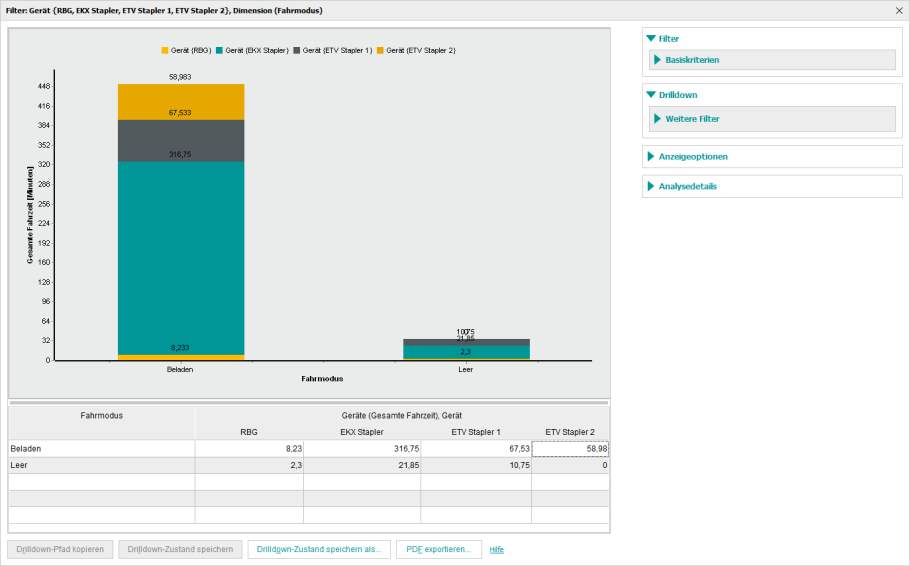 Filter: Gerät {RBG, EKX Stapler, ETV Stapler 1, ETV Stapler 2}, Dimension (Fahrmodus)
Gerät {RBG} Gerät {EKX Stapler} Gerät {ETV Stapler 1} Gerät {ETV Stapler 2}
Gesamte Fahrzeit [Minuten]
448
416
384
352
320
288
256
224
192
160
128
96
64
32
0
58,983
67,533
316,75
8,233
21,85
2,3
Beladen Leer
Fahrmodus
Fahrmodus Geräte (Gesamte Fahrzeit), Gerät
RBG EKX Stapler ETV Stapler 1 ETV Stapler 2
Beladen 8,23 316,75 67,53 58,98
Leer 2,3 21,85 10,75 0
Filter
Basiskriterien
Drilldown
Weitere Filter
Anzeigeoptionen
Analysedetails
Drilldown-Pfad kopieren Drilldown-Zustand speichern Drilldown-Zustand speichern als... PDF exportieren... Hilfe